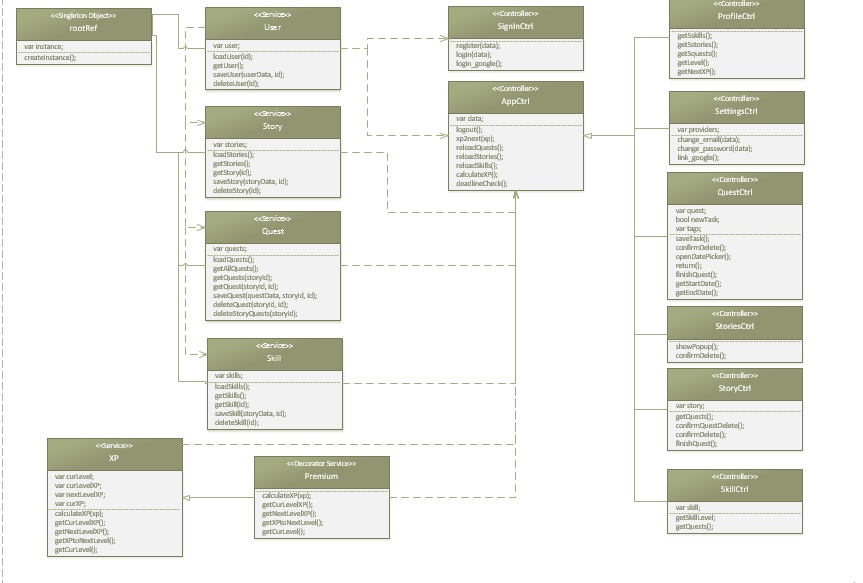 <<Singleton Object>>
rootRef
var instance;
createInstance();
<<Service>>
User
var user;
loadUser(id);
getUser();
saveUser(userData, id);
deleteUser(id);
<<Service>>
Story
var stories;
loadStories();
getStories();
getStory(id);
saveStory(storyData, id);
deleteStory(id);
<<Service>>
Quest
var quests;
loadQuests();
getAllQuests();
getQuests(storyId);
getQuest(storyId, id);
saveQuest(questData, storyId, id);
deleteQuest(storyId, id);
deleteStoryQuests(storyId);
<<Service>>
Skill
var skills;
loadSkills();
getSkills();
getSkill(id);
saveSkill(storyData, id);
deleteSkill(id);
<<Service>>
XP
var curLevel;
var curLevelXP;
var nextLevelXP;
var curXP;
calculateXP(xp);
getCurLevelXP();
getNextLevelXP();
getXPtoNextLevel();
getCurLevel();
<<Decorator Service>>
Premium
calculateXP(xp);
getCurLevelXP();
getNextLevelXP();
getXPtoNextLevel();
getCurLevel();
<<Controller>>
SignInCtrl
register(data);
login(data);
login_google();
<<Controller>>
AppCtrl
var data;
logout();
xp2next(xp);
reloadQuests();
reloadStories();
reloadSkills();
calculateXP();
deadlineCheck();
<<Controller>>
ProfileCtrl
getSskills();
getSstories();
getSquests();
getLevel();
getNextXP();
<<Controller>>
SettingsCtrl
var providers;
change_email(data);
change_password(data);
link_google();
<<Controller>>
QuestCtrl
var quest;
bool newTask;
var tags;
saveTask();
confirmDelete();
openDatePicker();
return();
finishQuest();
getStartDate();
getEndDate();
<<Controller>>
StoriesCtrl
showPopup();
confirmDelete();
<<Controller>>
StoryCtrl
var story;
getQuests();
confirmQuestDelete();
confirmDelete();
finishQuest();
<<Controller>>
SkillCtrl
var skill;
getSkillLevel;
getQuests();